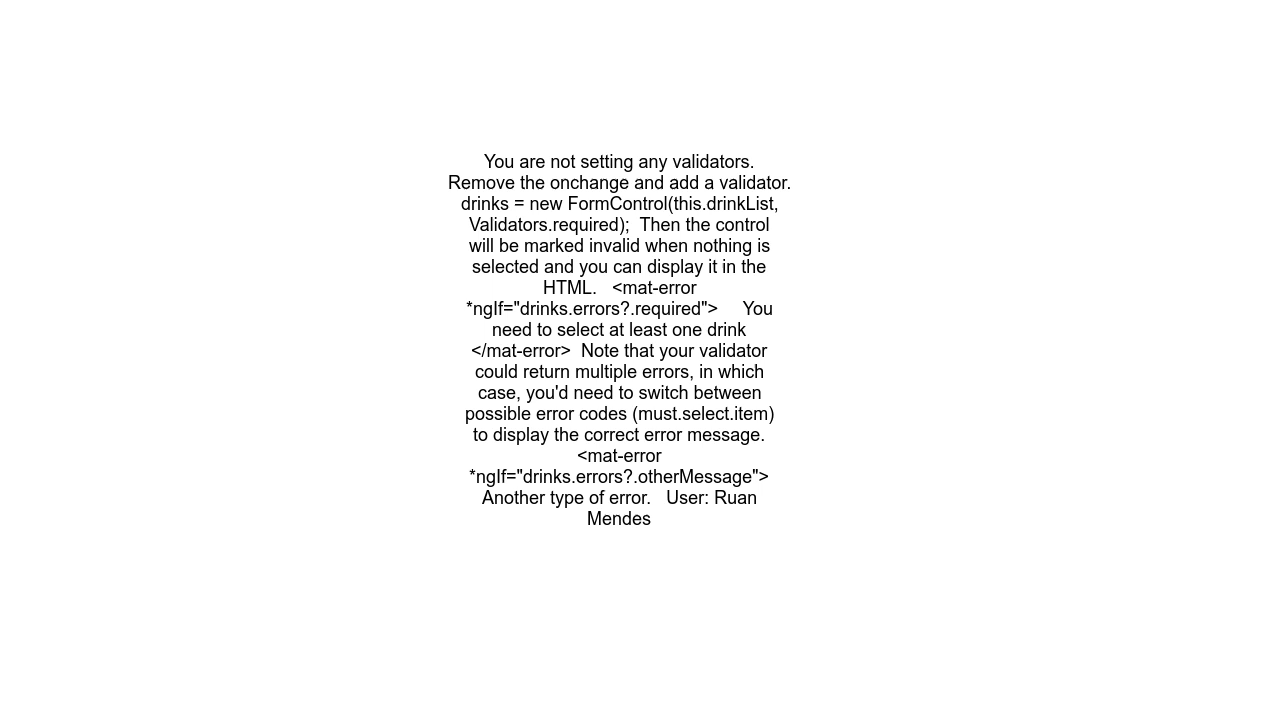 You are not setting any validators.
Remove the onchange and add a validator.
drinks = new FormControl(this.drinkList,
Validators.required);  Then the control
will be marked invalid when nothing is
selected and you can display it in the
HTML.   <mat-error
*ngIf="drinks.errors?.required">     You
need to select at least one drink
</mat-error>  Note that your validator
could return multiple errors, in which
case, you'd need to switch between
possible error codes (must.select.item)
to display the correct error message.
<mat-error
*ngIf="drinks.errors?.otherMessage">
Another type of error.   User: Ruan
Mendes